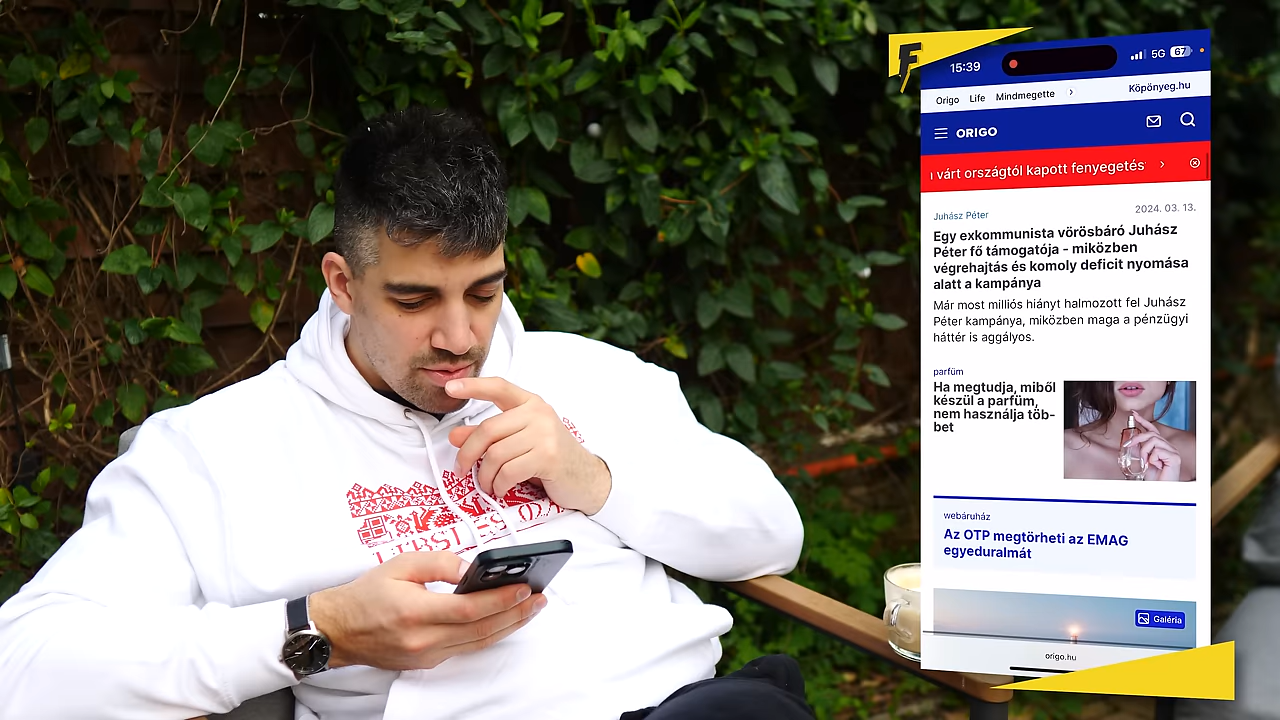 F
15:39
5G
67
Origo Life Mindmegette
Köpönyeg.hu
ORIGO
várt országtól kapott fenyegetés
Juhász Péter
2024. 03. 13.
Egy exkommunista vörösbáró Juhász
Péter fő támogatója - miközben
végrehajtás és komoly deficit nyomása
alatt a kampánya
Már most milliós hiányt halmozott fel Juhász
Péter kampánya, miközben maga a pénzügyi
háttér is aggályos.
parfüm
Ha megtudja, miből
készül a parfüm,
nem használja töb-
bet
webáruház
Az OTP megtörheti az EMAG
egyeduralmát
Galéria
origo.hu